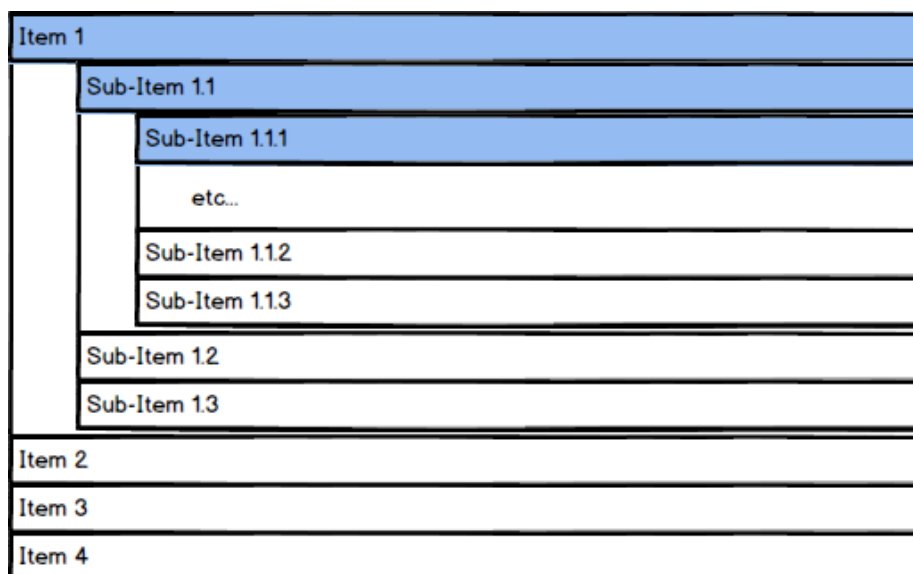 Item 1
Sub-Item 1.1
Sub-Item 1.1.1
etc...
Sub-Item 1.1.2
Sub-Item 1.1.3
Sub-Item 1.2
Sub-Item 1.3
Item 2
Item 3
Item 4